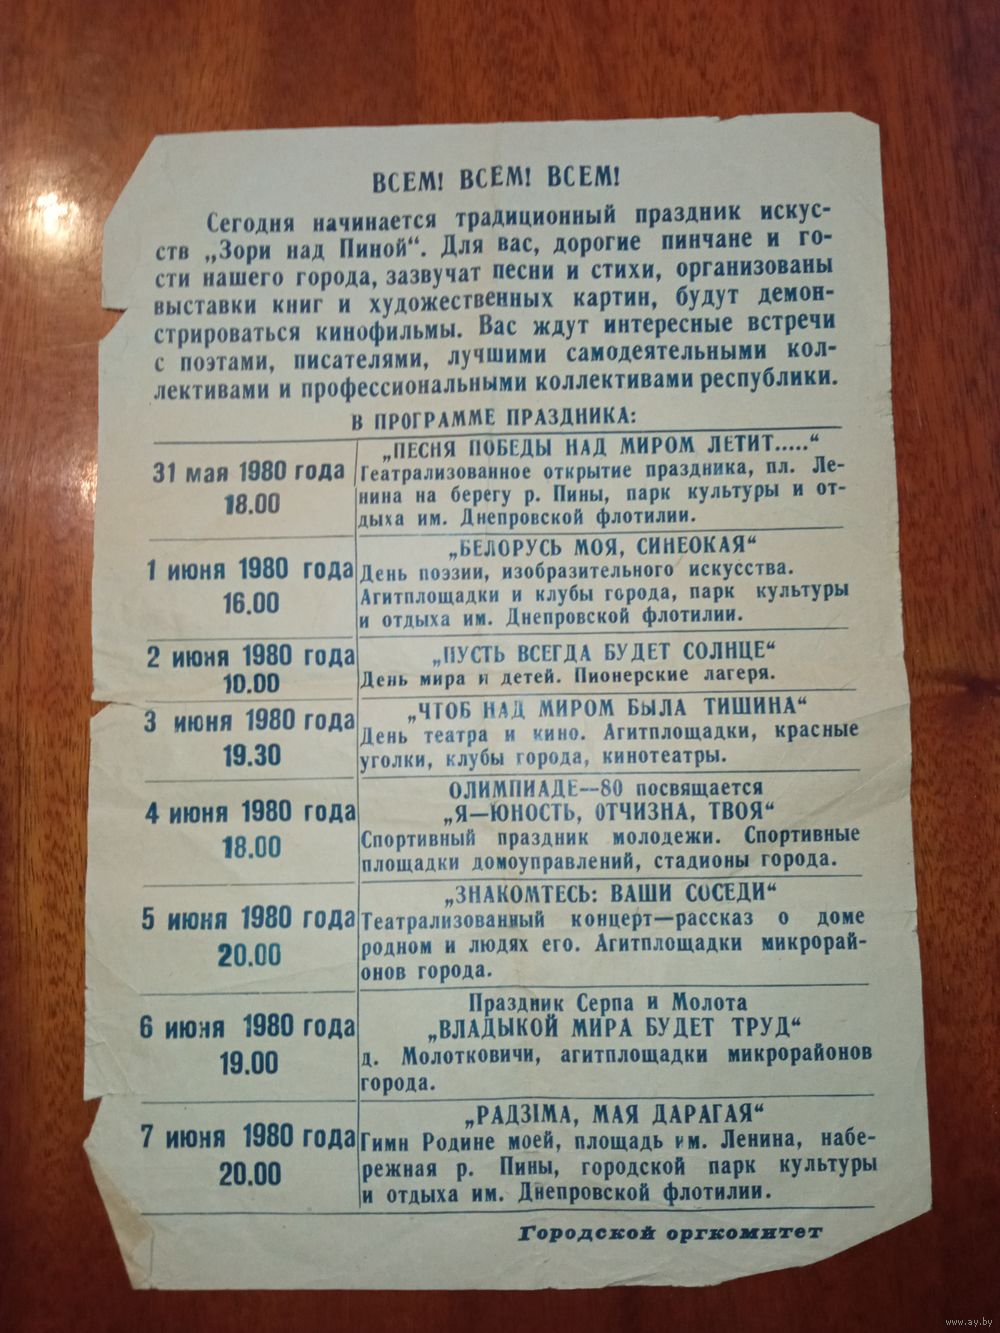 ВСЕМ! ВСЕМ! ВСЕМ!
Сегодня начинается традиционный праздник искус-
ств „Зори над Пиной“. Для вас, дорогие пинчане и го-
сти нашего города, зазвучат песни и стихи, организованы
выставки книг и художественных картин, будут демон-
стрироваться кинофильмы. Вас ждут интересные встречи
с поэтами, писателями, лучшими самодеятельными кол-
лективами и профессиональными коллективами республики.
В ПРОГРАММЕ ПРАЗДНИКА:
31 мая 1980 года
18.00
„ПЕСНЯ ПОБЕДЫ НАД МИРОМ ЛЕТИТ.....“
Театрализованное открытие праздника, пл. Ле-
нина на берегу р. Пины, парк культуры и от-
дыха им. Днепровской флотилии.
1 июня 1980 года
16.00
„БЕЛОРУСЬ МОЯ, СИНЕОКАЯ“
День поэзии, изобразительного искусства.
Агитплощадки и клубы города, парк культуры
и отдыха им. Днепровской флотилии.
2 июня 1980 года
10.00
„ПУСТЬ ВСЕГДА БУДЕТ СОЛНЦЕ“
День мира и детей. Пионерские лагеря.
3 июня 1980 года
19.30
„ЧТОБ НАД МИРОМ БЫЛА ТИШИНА“
День театра и кино. Агитплощадки, красные
уголки, клубы города, кинотеатры.
4 июня 1980 года
18.00
ОЛИМПИАДЕ—80 посвящается
„Я—ЮНОСТЬ, ОТЧИЗНА, ТВОЯ“
Спортивный праздник молодежи. Спортивные
площадки домоуправлений, стадионы города.
5 июня 1980 года
20.00
„ЗНАКОМТЕСЬ: ВАШИ СОСЕДИ“
Театрализованный концерт—рассказ о доме
родном и людях его. Агитплощадки микрорай-
онов города.
6 июня 1980 года
19.00
Праздник Серпа и Молота
„ВЛАДЫКОЙ МИРА БУДЕТ ТРУД“
д. Молотковичи, агитплощадки микрорайонов
города.
7 июня 1980 года
20.00
„РАДЗІМА, МАЯ ДАРАГАЯ“
Гимн Родине моей, площадь им. Ленина, набе-
режная р. Пины, городской парк культуры
и отдыха им. Днепровской флотилии.
Городской оргкомитет
www.ay.by